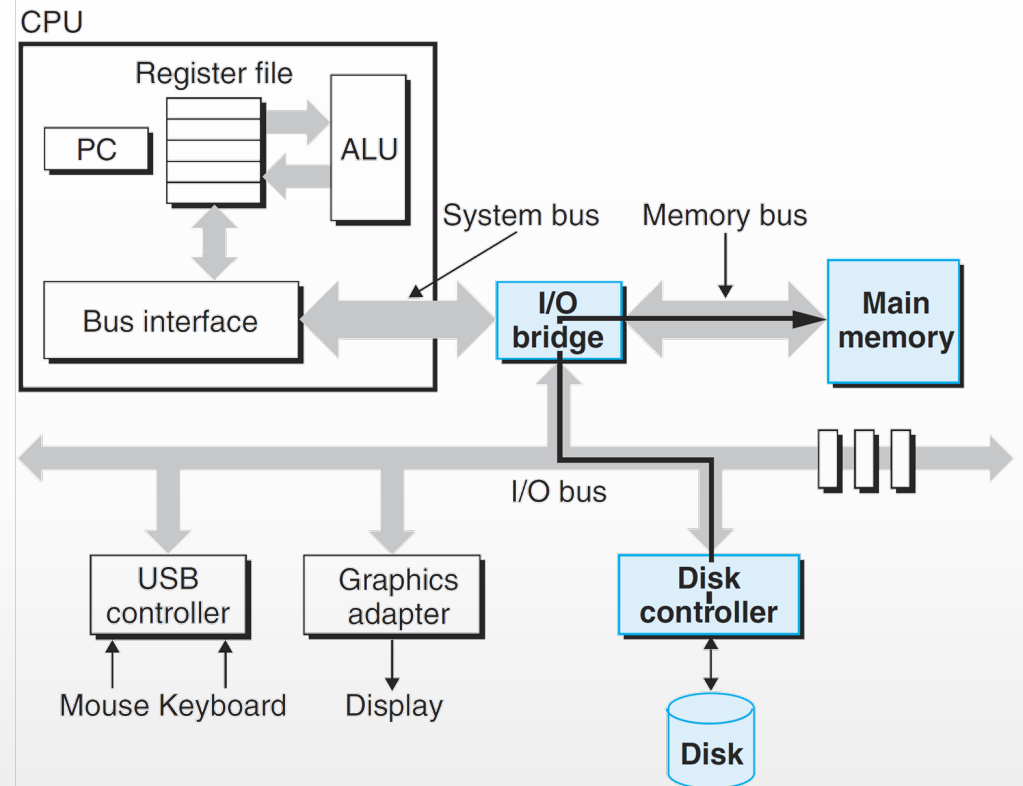 CPU
Register file
PC
ALU
System bus
Memory bus
Bus interface
I/O
bridge
Main
memory
I/O bus
USB
controller
Graphics
adapter
Disk
controller
Mouse Keyboard
Display
Disk